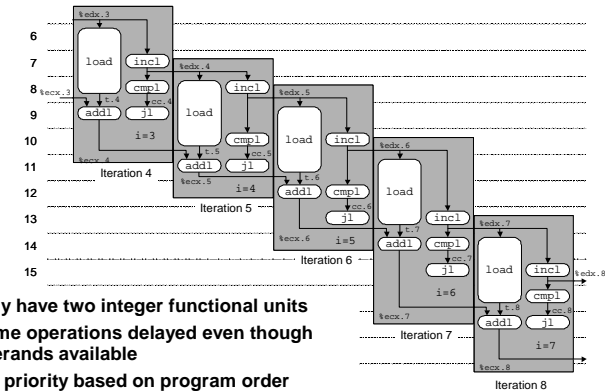 %edx.3
6
7
8
9
10
11
12
13
14
15
load
incl
cmpl
%ecx.3
t.4
cc.4
addl
jl
i=3
%ecx.4
Iteration 4
%edx.4
load
incl
cmpl
t.5
cc.5
addl
jl
%ecx.5
i=4
Iteration 5
%edx.5
load
incl
t.6
addl
cmpl
cc.6
jl
%ecx.6
i=5
Iteration 6
%edx.6
load
incl
t.7
addl
cmpl
cc.7
jl
i=6
%ecx.7
Iteration 7
%edx.7
load
incl
%edx.8
cmpl
t.8
cc.8
addl
jl
i=7
%ecx.8
Iteration 8
have two integer functional units
operations delayed even though
available
priority based on program order